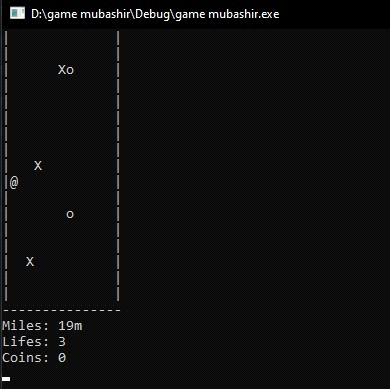 D:\game mubashir\Debug\game mubashir.exe
| |
| |
| Xo |
| |
| |
| |
| |
| |
| X |
|@ |
| |
| o |
| |
| |
| X |
| |
| |
---------------
Miles: 19m
Lifes: 3
Coins: 0